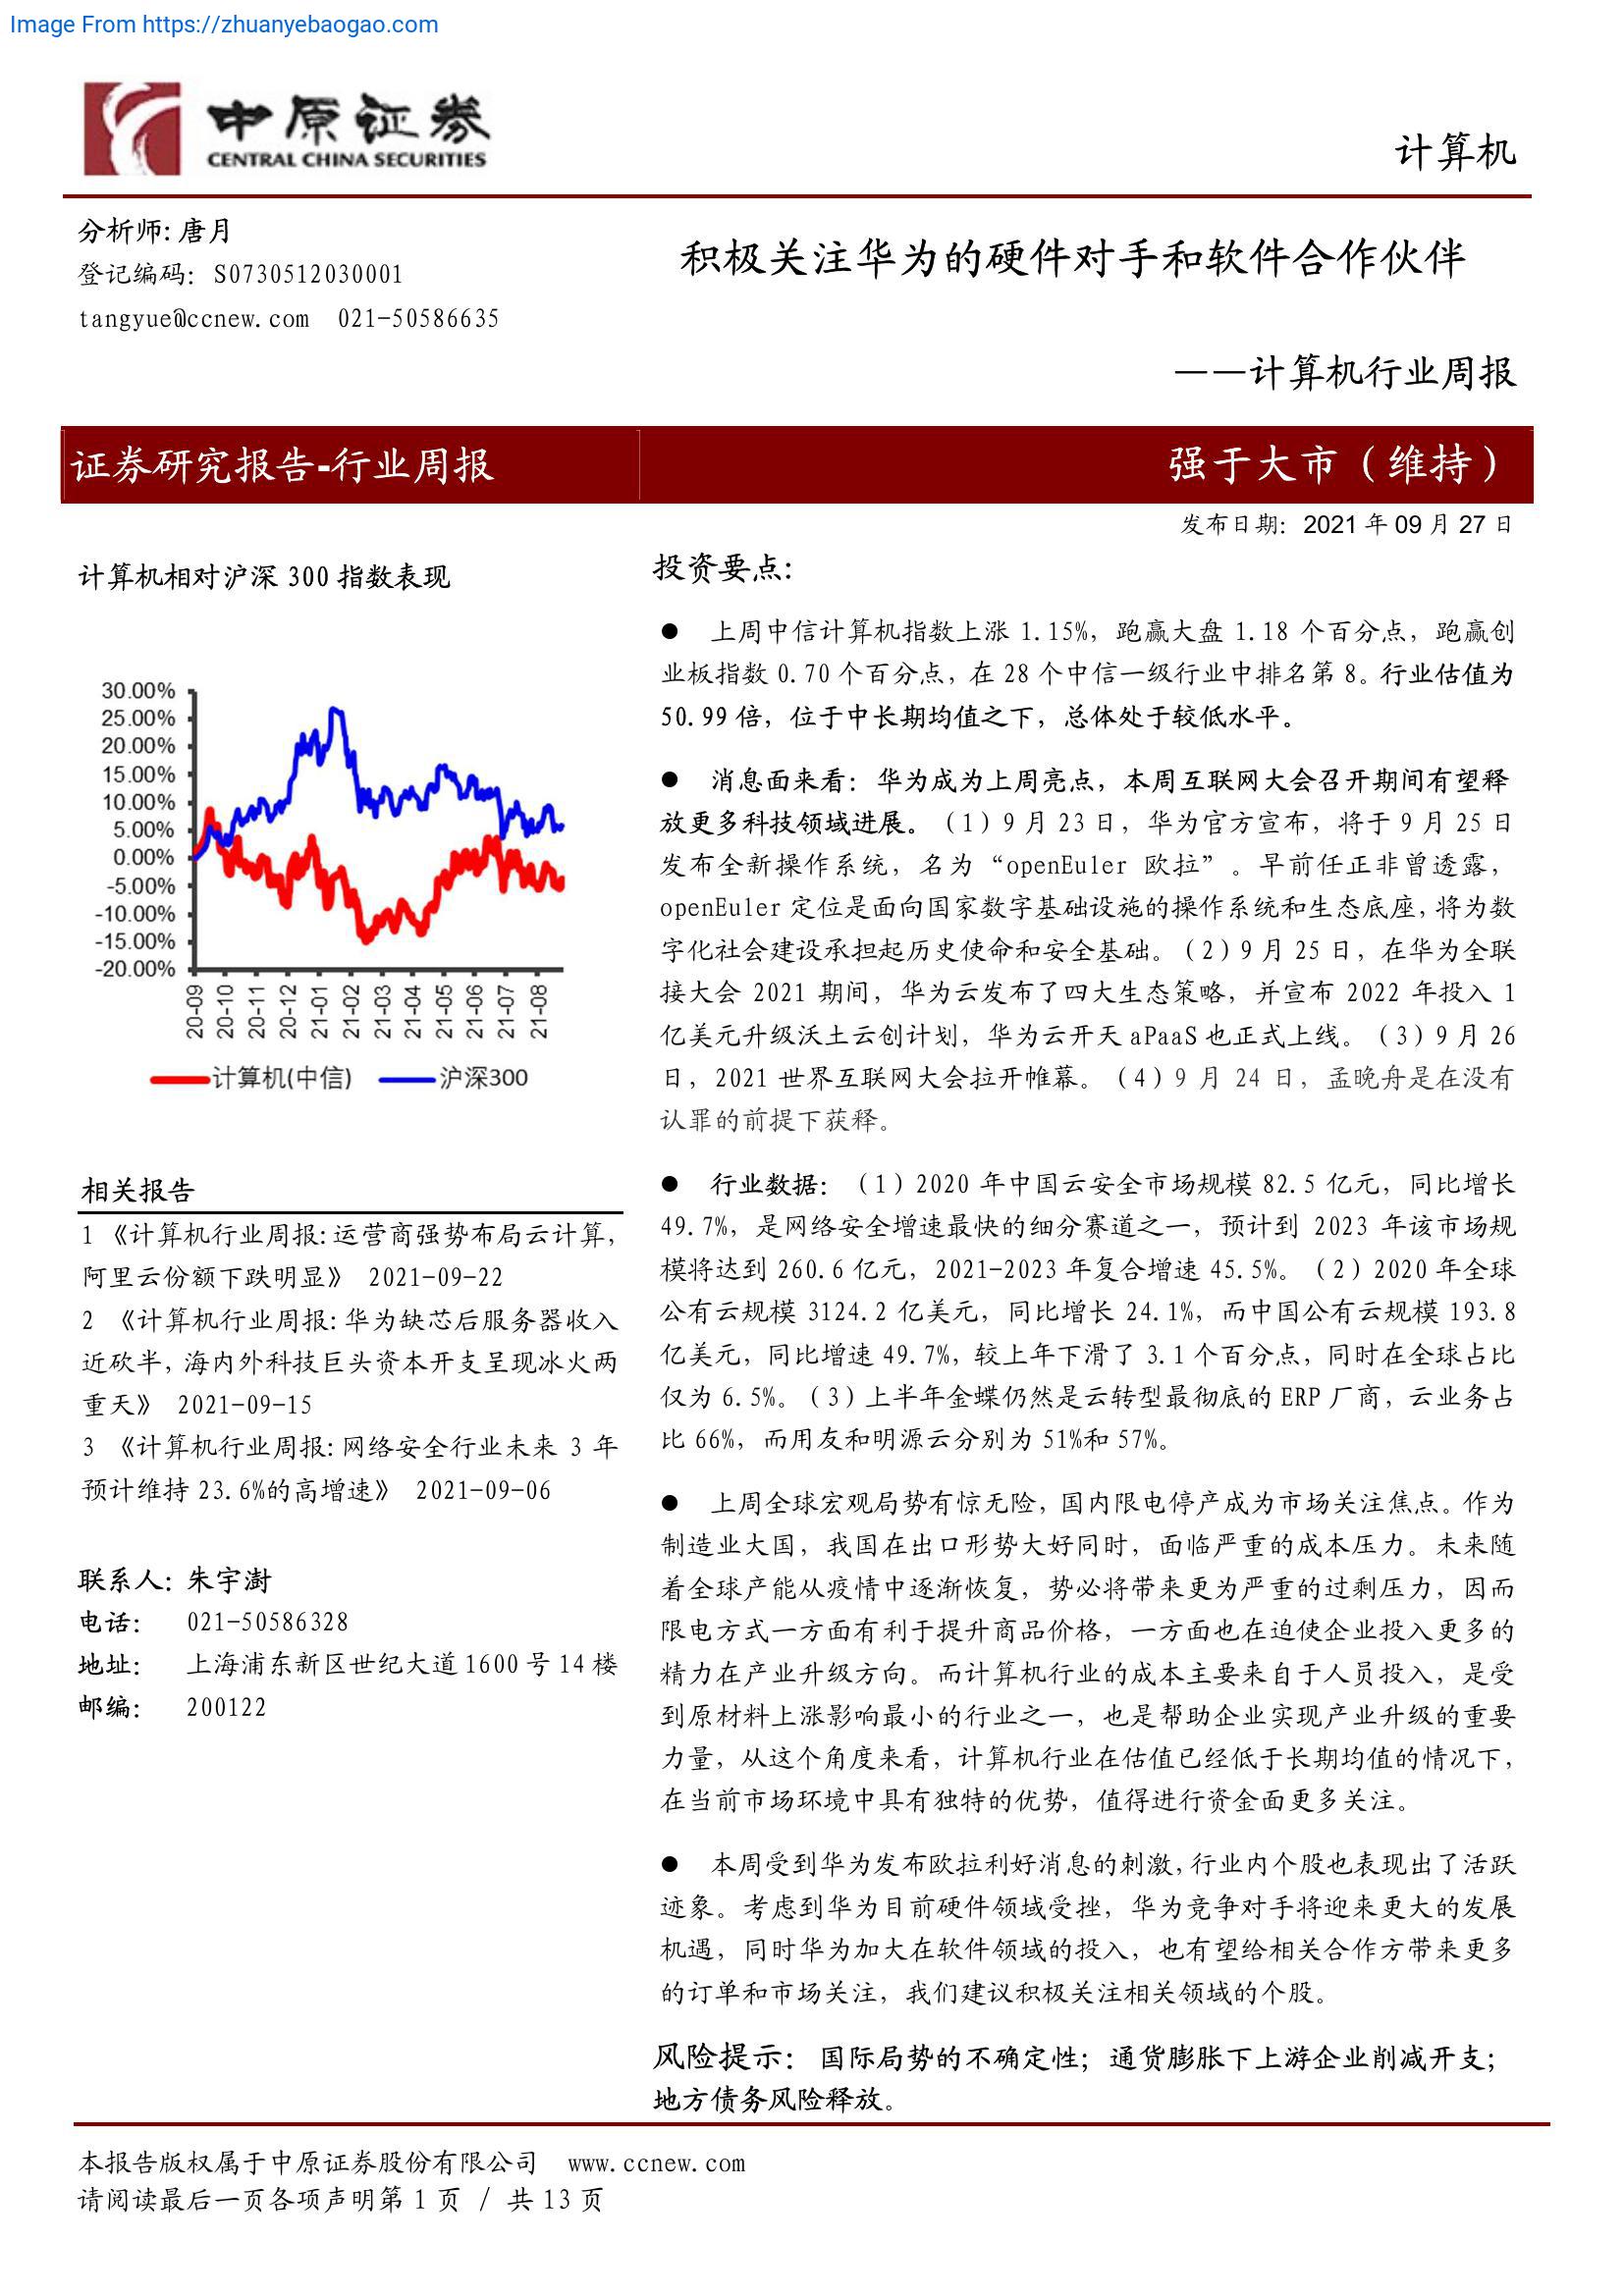 Image From https://zhuanyebaogao.com
中原证券
CENTRAL CHINA SECURITIES
计算机
分析师:唐月
登记编码：S0730512030001
tangyue@ccnew.com 021-50586635
积极关注华为的硬件对手和软件合作伙伴
——计算机行业周报
证券研究报告-行业周报
强于大市（维持）
发布日期：2021 年 09 月 27 日
计算机相对沪深 300 指数表现
30.00%
25.00%
20.00%
15.00%
10.00%
5.00%
0.00%
-5.00%
-10.00%
-15.00%
-20.00%
20-09
20-10
20-11
20-12
21-01
21-02
21-03
21-04
21-05
21-06
21-07
21-08
计算机(中信) 沪深300
相关报告
1 《计算机行业周报:运营商强势布局云计算，
阿里云份额下跌明显》 2021-09-22
2 《计算机行业周报:华为缺芯后服务器收入
近砍半，海内外科技巨头资本开支呈现冰火两
重天》 2021-09-15
3 《计算机行业周报:网络安全行业未来 3 年
预计维持 23.6%的高增速》 2021-09-06
联系人：朱宇澍
电话： 021-50586328
地址： 上海浦东新区世纪大道1600号14楼
邮编： 200122
投资要点：
● 上周中信计算机指数上涨 1.15%，跑赢大盘 1.18 个百分点，跑赢创
业板指数 0.70 个百分点，在 28 个中信一级行业中排名第 8。行业估值为
50.99 倍，位于中长期均值之下，总体处于较低水平。
● 消息面来看：华为成为上周亮点，本周互联网大会召开期间有望释
放更多科技领域进展。（1）9 月 23 日，华为官方宣布，将于 9 月 25 日
发布全新操作系统，名为“openEuler 欧拉”。早前任正非曾透露，
openEuler 定位是面向国家数字基础设施的操作系统和生态底座，将为数
字化社会建设承担起历史使命和安全基础。（2）9 月 25 日，在华为全联
接大会 2021 期间，华为云发布了四大生态策略，并宣布 2022 年投入 1
亿美元升级沃土云创计划，华为云开天 aPaaS 也正式上线。（3）9 月 26
日，2021 世界互联网大会拉开帷幕。（4）9 月 24 日，孟晚舟是在没有
认罪的前提下获释。
● 行业数据：（1）2020 年中国云安全市场规模 82.5 亿元，同比增长
49.7%，是网络安全增速最快的细分赛道之一，预计到 2023 年该市场规
模将达到 260.6 亿元，2021-2023 年复合增速 45.5%。（2）2020 年全球
公有云规模 3124.2 亿美元，同比增长 24.1%，而中国公有云规模 193.8
亿美元，同比增速 49.7%，较上年下滑了 3.1 个百分点，同时在全球占比
仅为 6.5%。（3）上半年金蝶仍然是云转型最彻底的 ERP 厂商，云业务占
比 66%，而用友和明源云分别为 51%和 57%。
● 上周全球宏观局势有惊无险，国内限电停产成为市场关注焦点。作为
制造业大国，我国在出口形势大好同时，面临严重的成本压力。未来随
着全球产能从疫情中逐渐恢复，势必将带来更为严重的过剩压力，因而
限电方式一方面有利于提升商品价格，一方面也在迫使企业投入更多的
精力在产业升级方向。而计算机行业的成本主要来自于人员投入，是受
到原材料上涨影响最小的行业之一，也是帮助企业实现产业升级的重要
力量，从这个角度来看，计算机行业在估值已经低于长期均值的情况下，
在当前市场环境中具有独特的优势，值得进行资金面更多关注。
● 本周受到华为发布欧拉利好消息的刺激，行业内个股也表现出了活跃
迹象。考虑到华为目前硬件领域受挫，华为竞争对手将迎来更大的发展
机遇，同时华为加大在软件领域的投入，也有望给相关合作方带来更多
的订单和市场关注，我们建议积极关注相关领域的个股。
风险提示：国际局势的不确定性；通货膨胀下上游企业削减开支；
地方债务风险释放。
本报告版权属于中原证券股份有限公司 www.ccnew.com
请阅读最后一页各项声明第 1 页 / 共 13 页